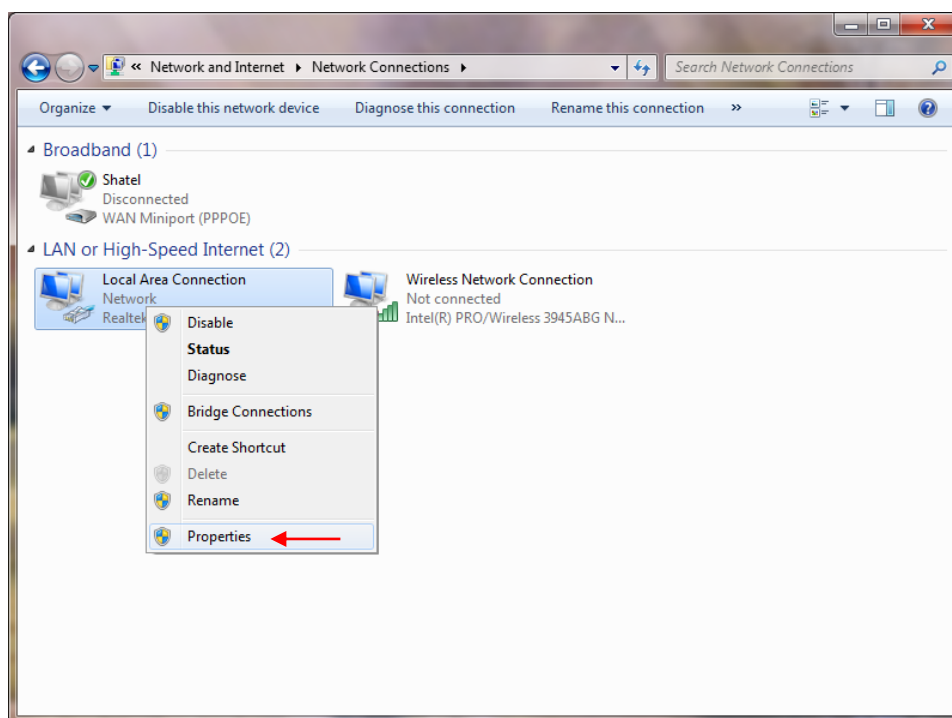 « Network and Internet ▸ Network Connections ▸
Search Network Connections
Organize Disable this network device Diagnose this connection Rename this connection »
Broadband (1)
Shatel
Disconnected
WAN Miniport (PPPOE)
LAN or High-Speed Internet (2)
Local Area Connection
Network
Realtek
Wireless Network Connection
Not connected
Intel(R) PRO/Wireless 3945ABG N...
Disable
Status
Diagnose
Bridge Connections
Create Shortcut
Delete
Rename
Properties